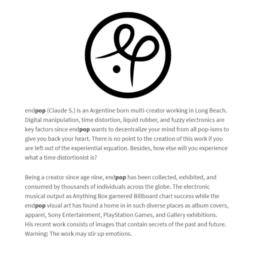 endpop (Claude S.) is an Argentine born multi-creator working in Long Beach.
Digital manipulation, time distortion, liquid rubber, and fuzzy electronics are
key factors since endpop wants to decentralize your mind from all pop-isms to
give you back your heart. There is no point to the creation of this work if you
are left out of the experiential equation. Besides, how else will you experience
what a time distortionist is?
Being a creator since age nine, endpop has been collected, exhibited, and
consumed by thousands of individuals across the globe. The electronic
musical output as Anything Box garnered Billboard chart success while the
endpop visual art has found a home in in such diverse places as album covers,
apparel, Sony Entertainment, PlayStation Games, and Gallery exhibitions.
His recent work consists of images that contain secrets of the past and future.
Warning: The work may stir up emotions.